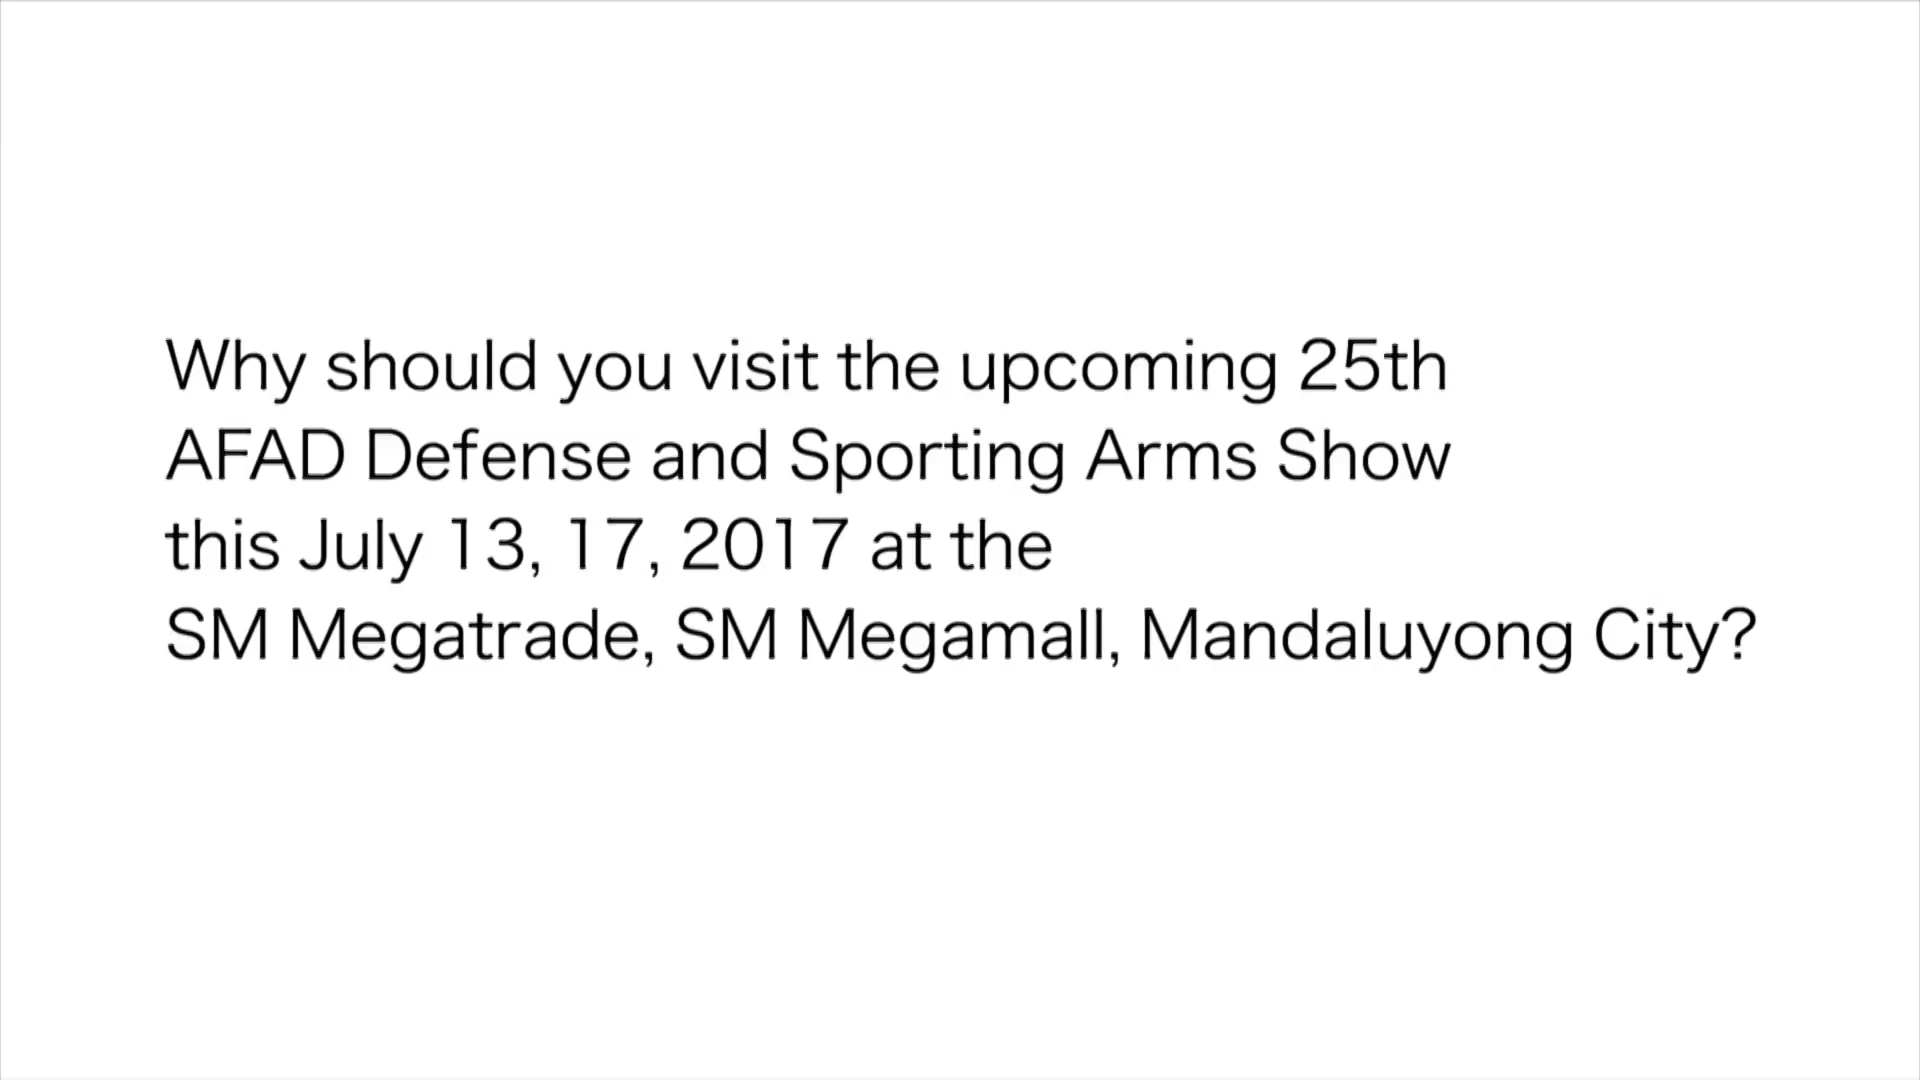 Why should you visit the upcoming 25th
AFAD Defense and Sporting Arms Show
this July 13, 17, 2017 at the
SM Megatrade, SM Megamall, Mandaluyong City?